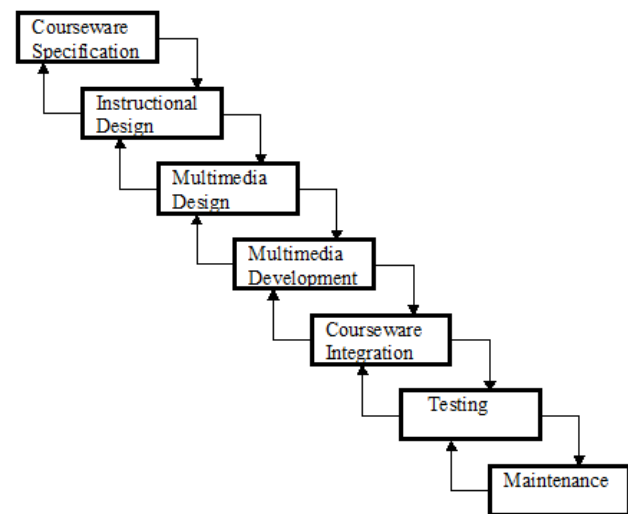 Courseware
Specification
Instructional
Design
Multimedia
Design
Multimedia
Development
Courseware
Integration
Testing
Maintenance